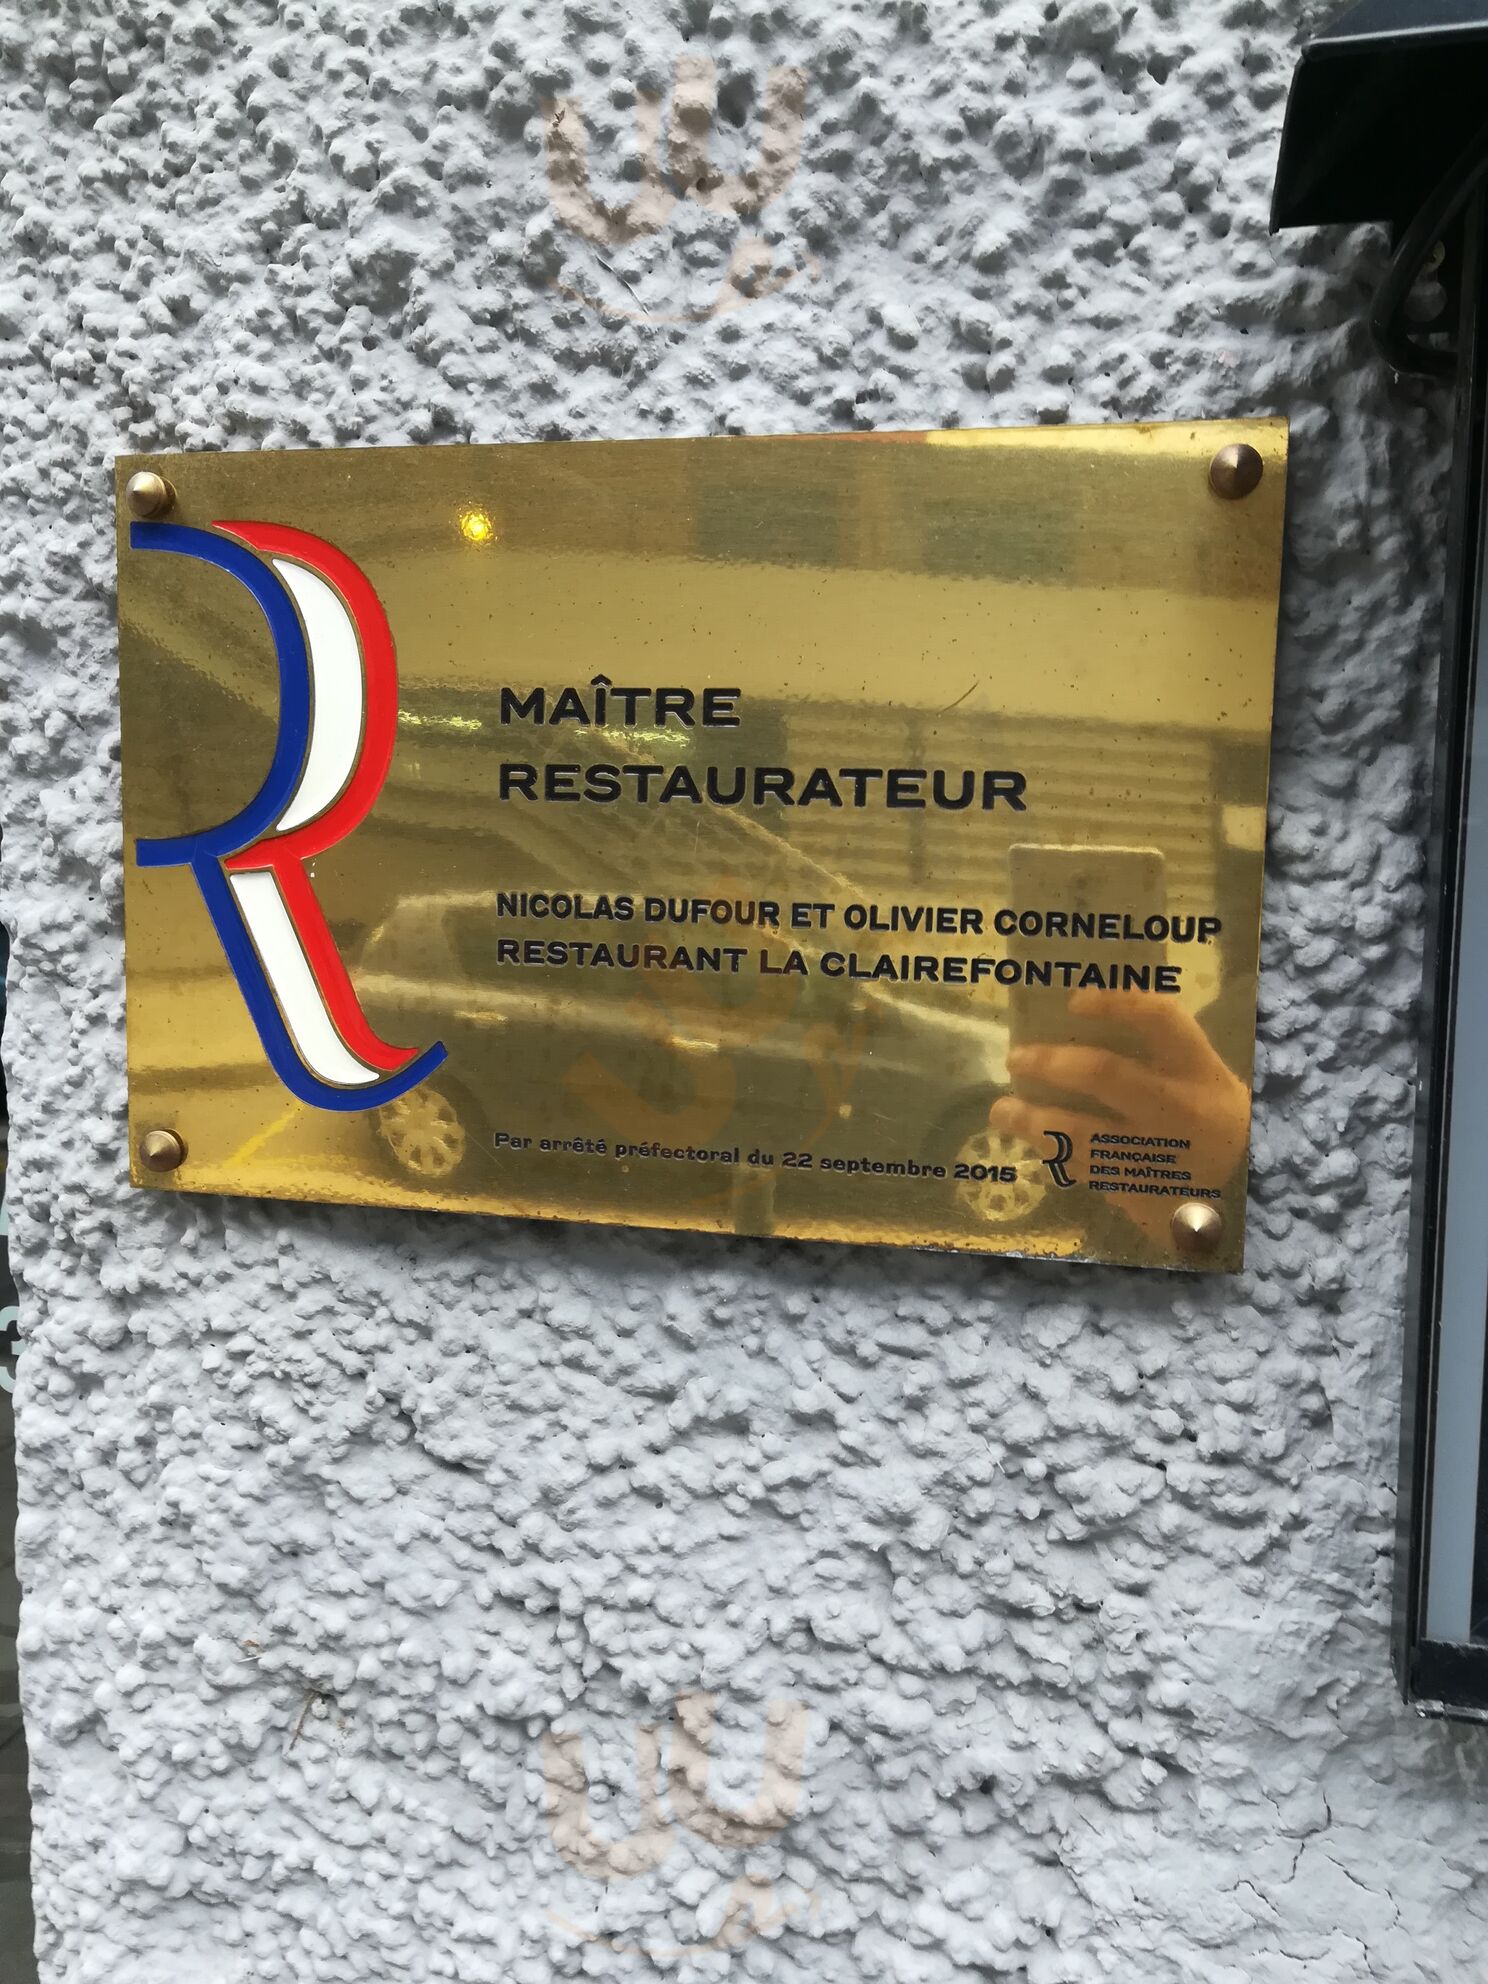 MAÎTRE
RESTAURATEUR
NICOLAS DUFOUR ET OLIVIER CORNELOUP
RESTAURANT LA CLAIREFONTAINE
Par arrêté préfectoral du 22 septembre 2015
ASSOCIATION
FRANÇAISE
DES MAÎTRES
RESTAURATEURS